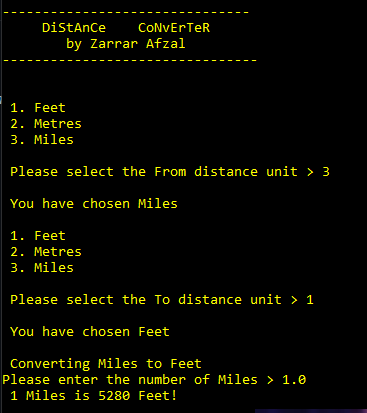 -------------------------------
DiStAnCe    CoNvErTeR
by Zarrar Afzal
--------------------------------
1. Feet
2. Metres
3. Miles
Please select the From distance unit > 3
You have chosen Miles
1. Feet
2. Metres
3. Miles
Please select the To distance unit > 1
You have chosen Feet
Converting Miles to Feet
Please enter the number of Miles > 1.0
1 Miles is 5280 Feet!